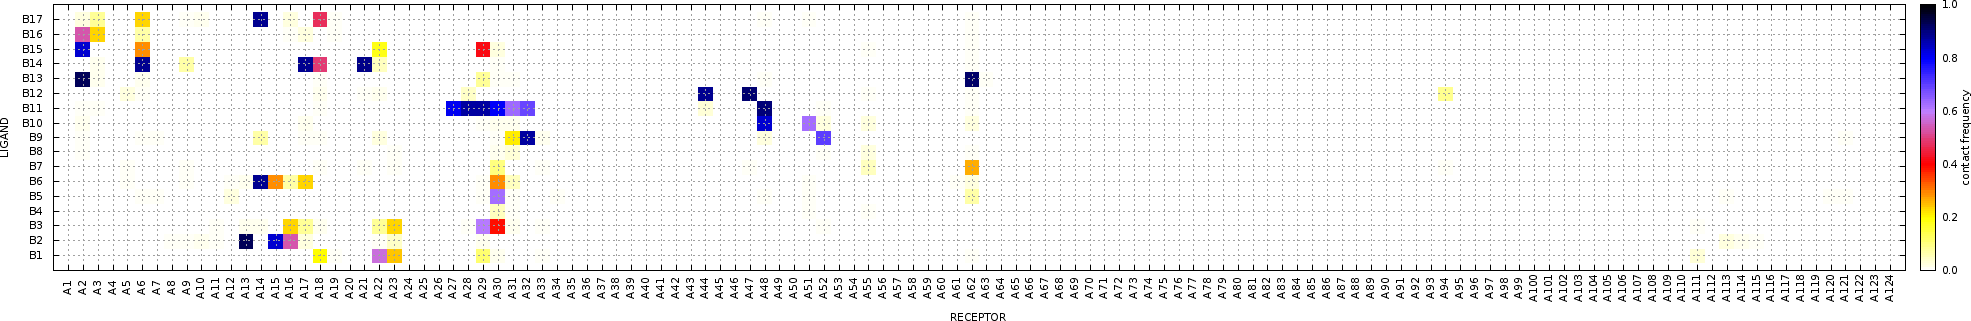 B17
B16
B15
B14
B13
B12
B11
B10
B9
B8
B7
B6
B5
B4
B3
B2
B1
LIGAND
A1 A2 A3 A4 A5 A6 A7 A8 A9 A10 A11 A12 A13 A14 A15 A16 A17 A18 A19 A20 A21 A22 A23 A24 A25 A26 A27 A28 A29 A30 A31 A32 A33 A34 A35 A36 A37 A38 A39 A40 A41 A42 A43 A44 A45 A46 A47 A48 A49 A50 A51 A52 A53 A54 A55 A56 A57 A58 A59 A60 A61 A62 A63 A64 A65 A66 A67 A68 A69 A70 A71 A72 A73 A74 A75 A76 A77 A78 A79 A80 A81 A82 A83 A84 A85 A86 A87 A88 A89 A90 A91 A92 A93 A94 A95 A96 A97 A98 A99 A100 A101 A102 A103 A104 A105 A106 A107 A108 A109 A110 A111 A112 A113 A114 A115 A116 A117 A118 A119 A120 A121 A122 A123 A124
RECEPTOR
1.0
0.8
0.6
0.4
0.2
0.0
contact frequency